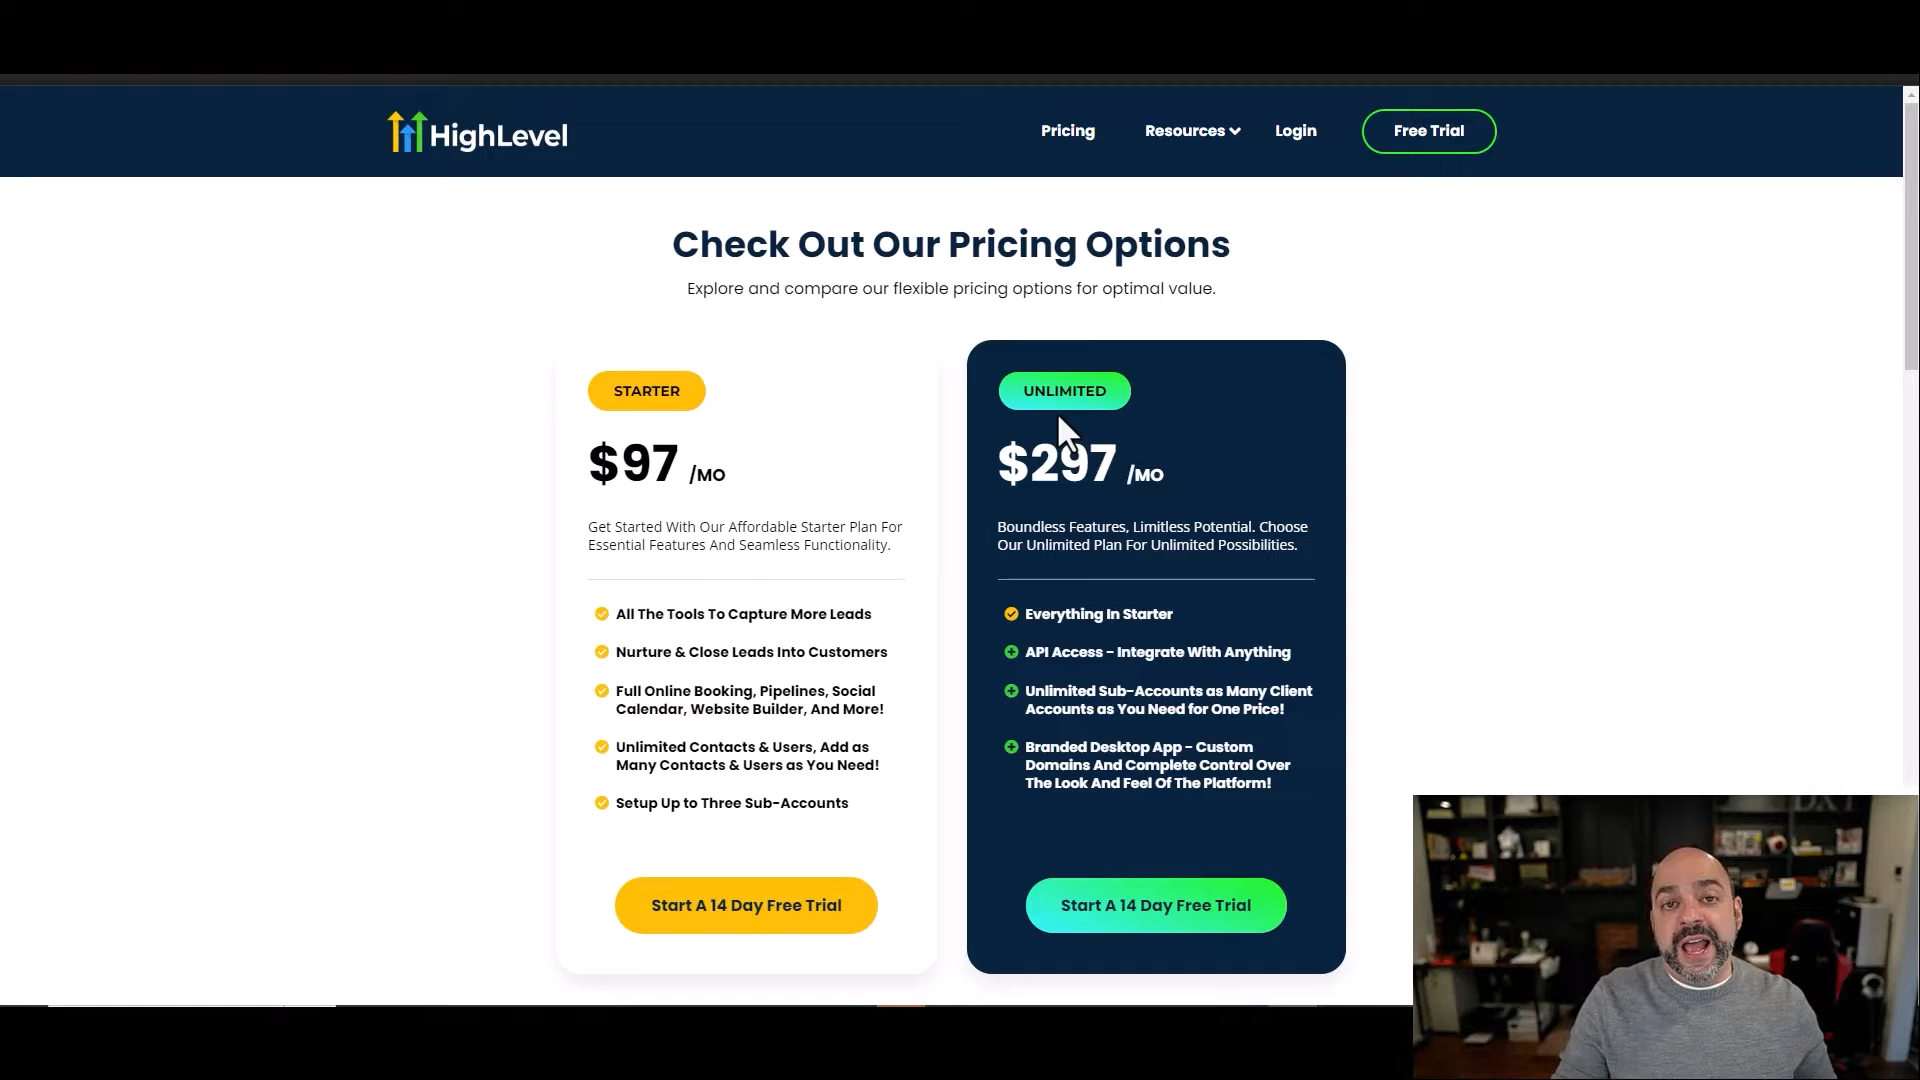 HighLevel
Pricing
Resources
Login
Free Trial
Check Out Our Pricing Options
Explore and compare our flexible pricing options for optimal value.
STARTER
$97 /MO
Get Started With Our Affordable Starter Plan For
Essential Features And Seamless Functionality.
All The Tools To Capture More Leads
Nurture & Close Leads Into Customers
Full Online Booking, Pipelines, Social
Calendar, Website Builder, And More!
Unlimited Contacts & Users, Add as
Many Contacts & Users as You Need!
Setup Up to Three Sub-Accounts
Start A 14 Day Free Trial
UNLIMITED
$297 /MO
Boundless Features, Limitless Potential. Choose
Our Unlimited Plan For Unlimited Possibilities.
Everything In Starter
API Access - Integrate With Anything
Unlimited Sub-Accounts as Many Client
Accounts as You Need for One Price!
Branded Desktop App - Custom
Domains And Complete Control Over
The Look And Feel Of The Platform!
Start A 14 Day Free Trial